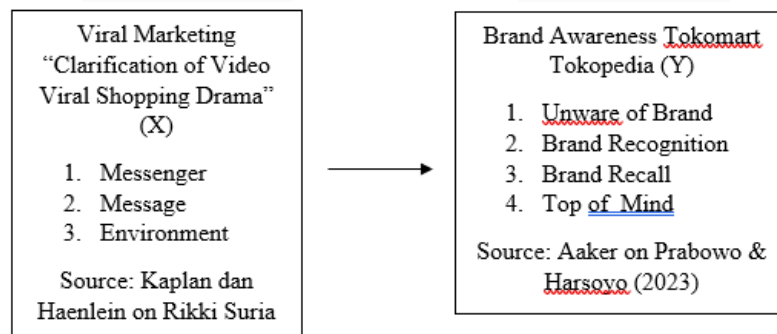 Viral Marketing
“Clarification of Video
Viral Shopping Drama”
(X)
1. Messenger
2. Message
3. Environment
Source: Kaplan dan
Haenlein on Rikki Suria
Brand Awareness Tokomart
Tokopedia (Y)
1. Unware of Brand
2. Brand Recognition
3. Brand Recall
4. Top of Mind
Source: Aaker on Prabowo &
Harsoyo (2023)